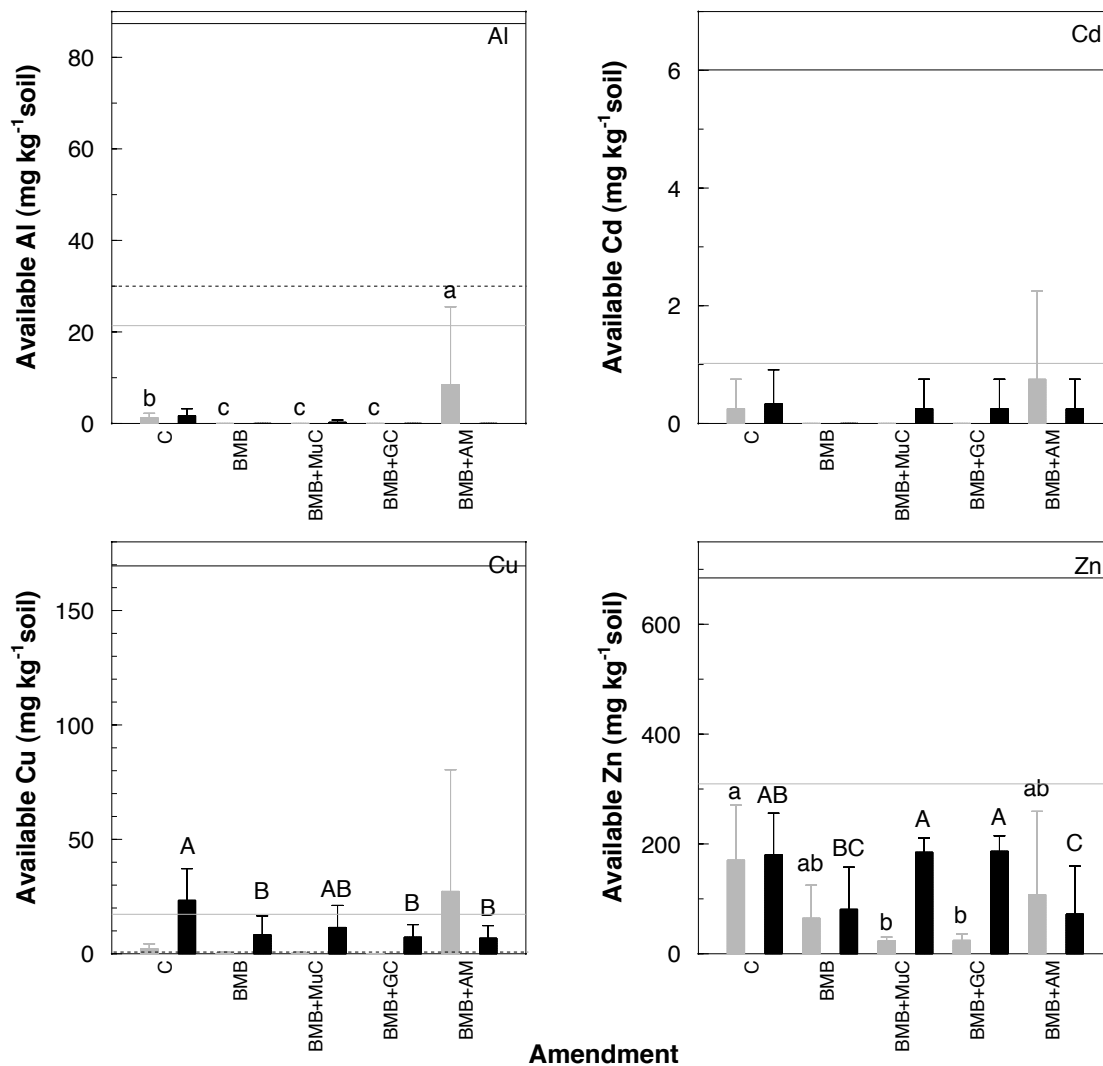 Available Al (mg kg⁻¹soil)
80
60
40
20
0
Al
b
c
c
c
a
C
BMB
BMB+MuC
BMB+GC
BMB+AM
Available Cd (mg kg⁻¹soil)
6
4
2
0
Cd
C
BMB
BMB+MuC
BMB+GC
BMB+AM
Available Cu (mg kg⁻¹soil)
150
100
50
0
Cu
A
B
AB
B
B
C
BMB
BMB+MuC
BMB+GC
BMB+AM
Available Zn (mg kg⁻¹soil)
600
400
200
0
Zn
a
AB
ab
BC
b
A
b
A
ab
C
C
BMB
BMB+MuC
BMB+GC
BMB+AM
Amendment